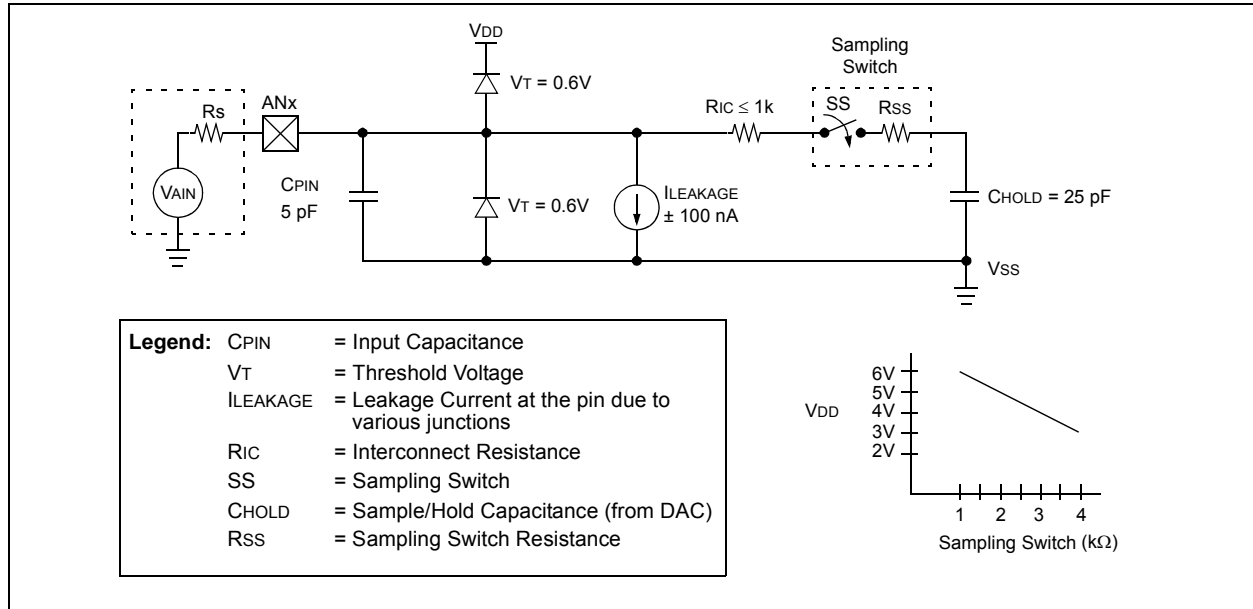 VDD
Sampling
Switch
VT = 0.6V
Rs
ANx
RIC ≤ 1k
SS
RSS
VAIN
CPIN
5 pF
VT = 0.6V
ILEAKAGE
± 100 nA
CHOLD = 25 pF
VSS
Legend: CPIN = Input Capacitance
VT = Threshold Voltage
ILEAKAGE = Leakage Current at the pin due to
various junctions
RIC = Interconnect Resistance
SS = Sampling Switch
CHOLD = Sample/Hold Capacitance (from DAC)
RSS = Sampling Switch Resistance
VDD
6V
5V
4V
3V
2V
1 2 3 4
Sampling Switch (kΩ)